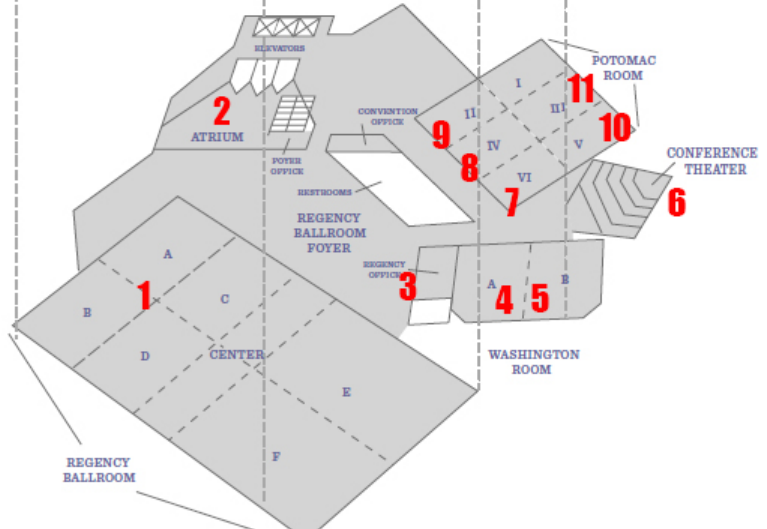 ELEVATORS
2
ATRIUM
FOYER
OFFICE
CONVENTION
OFFICE
RESTROOMS
REGENCY
BALLROOM
FOYER
POTOMAC
ROOM
I
11
II
III
10
9
IV
V
8
VI
7
CONFERENCE
THEATER
6
REGENCY
OFFICE
3
A
4
5
B
WASHINGTON
ROOM
A
1
C
B
D
CENTER
E
F
REGENCY
BALLROOM